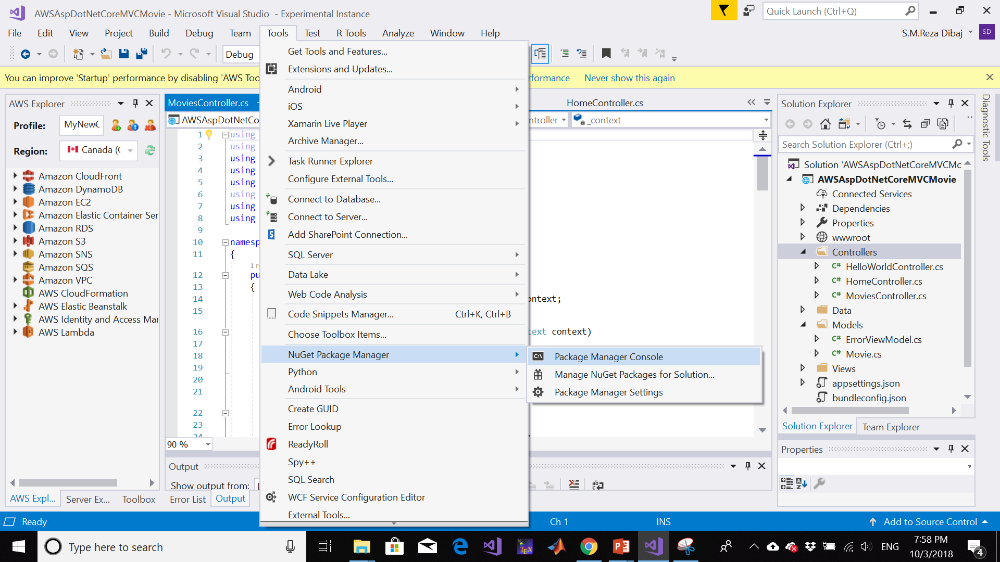 AWSAspDotNetCoreMVCMovie - Microsoft Visual Studio - Experimental Instance
Quick Launch (Ctrl+Q)
File Edit View Project Build Debug Team Tools Test R Tools Analyze Window Help
S.M.Reza Dibaj
SD
Debug
You can improve 'Startup' performance by disabling 'AWS Too
rformance Never show this again
AWS Explorer
Profile: MyNewC
Region: Canada (C
Amazon CloudFront
Amazon DynamoDB
Amazon EC2
Amazon Elastic Container Ser
Amazon RDS
Amazon S3
Amazon SNS
Amazon SQS
Amazon VPC
AWS CloudFormation
AWS Elastic Beanstalk
AWS Identity and Access Mar
AWS Lambda
AWS Expl... Server Ex... Toolbox
MoviesController.cs
HomeController.cs
AWSAspDotNetCo
ntroller
_context
1 using
2 using
3 using
4 using
5 using
6 using
7 using
8 using
9
10 namesp
11 {
1 re
12 pu
13 {
14 ontext;
15
16 text context)
17
18
19
20
21
22
23
24
90 %
Output
Show output from:
Error List Output
Get Tools and Features...
Extensions and Updates...
Android
iOS
Xamarin Live Player
Archive Manager...
Task Runner Explorer
Configure External Tools...
Connect to Database...
Connect to Server...
Add SharePoint Connection...
SQL Server
Data Lake
Web Code Analysis
Code Snippets Manager... Ctrl+K, Ctrl+B
Choose Toolbox Items...
NuGet Package Manager
Python
Android Tools
Create GUID
Error Lookup
ReadyRoll
Spy++
SQL Search
WCF Service Configuration Editor
External Tools...
Package Manager Console
Manage NuGet Packages for Solution...
Package Manager Settings
Solution Explorer
Search Solution Explorer (Ctrl+;)
Solution 'AWSAspDotNetCoreMVCMo
AWSAspDotNetCoreMVCMovie
Connected Services
Dependencies
Properties
wwwroot
Controllers
C# HelloWorldController.cs
C# HomeController.cs
C# MoviesController.cs
Data
Models
C# ErrorViewModel.cs
C# Movie.cs
Views
appsettings.json
bundleconfig.json
Solution Explorer Team Explorer
Properties
Diagnostic Tools
Ready
Ch 1
INS
Add to Source Control
Type here to search
ENG
7:58 PM
10/3/2018
4